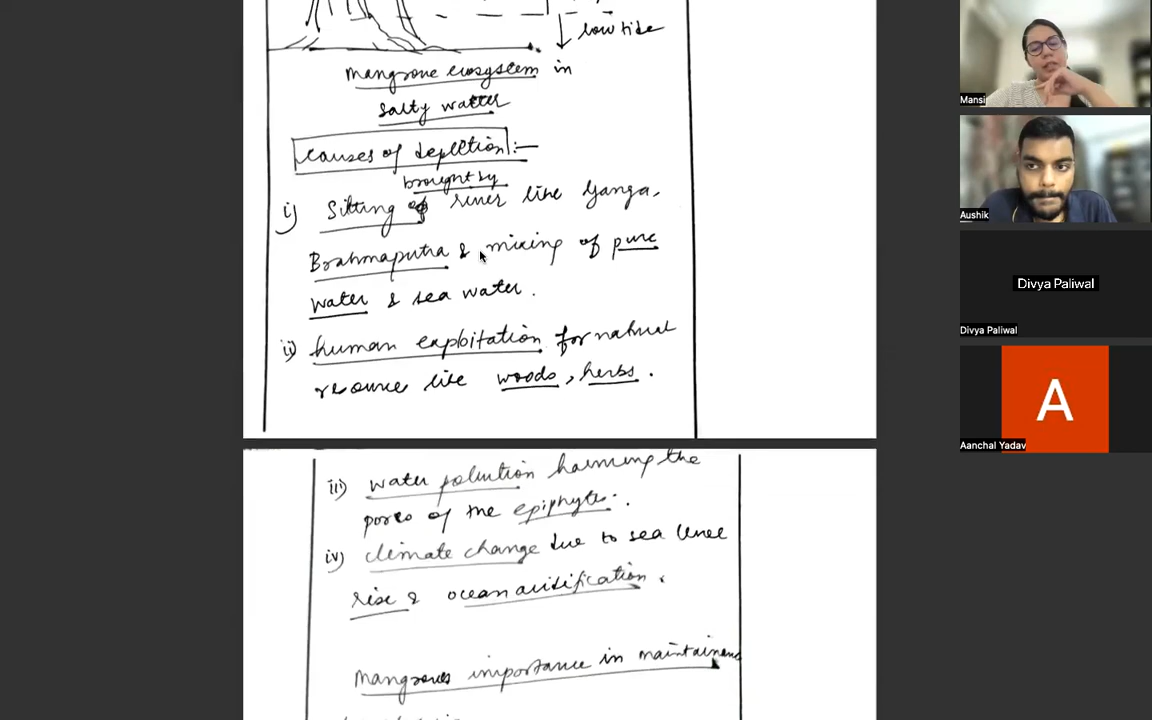 low tide
mangrove ecosystem in
salty watter
causes of depletion :-
brought by
i) Sitting of river like Ganga,
Brahmaputra & mixing of pure
water & sea water.
ii) human exploitation for natural
resource like woods, herbs.
iii) water pollution harming the
pores of the epiphyte.
iv) climate change due to sea level
rise & ocean acidification.
Mangroves importance in
Mansi
Aushik
Divya Paliwal
Divya Paliwal
A
Aanchal Yadav